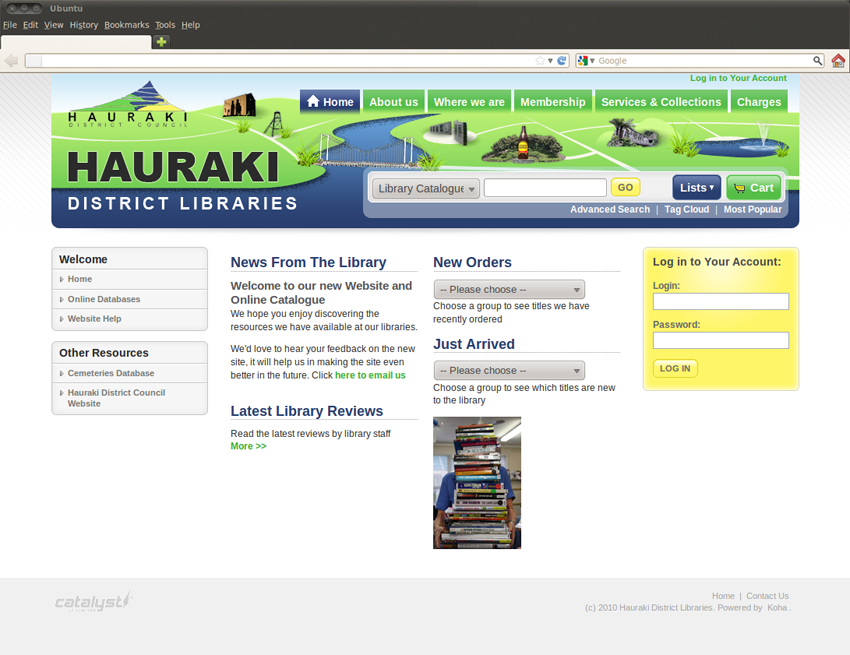 Ubuntu
File Edit View History Bookmarks Tools Help
Google
Log in to Your Account
HAURAKI
DISTRICT COUNCIL
Home About us Where we are Membership Services & Collections Charges
HAURAKI
DISTRICT LIBRARIES
Library Catalogue GO Lists Cart
Advanced Search | Tag Cloud | Most Popular
Welcome
Home
Online Databases
Website Help
Other Resources
Cemeteries Database
Hauraki District Council
Website
News From The Library
Welcome to our new Website and
Online Catalogue
We hope you enjoy discovering the
resources we have available at our libraries.
We'd love to hear your feedback on the new
site, it will help us in making the site even
better in the future. Click here to email us
Latest Library Reviews
Read the latest reviews by library staff
More >>
New Orders
-- Please choose --
Choose a group to see titles we have
recently ordered
Just Arrived
-- Please choose --
Choose a group to see which titles are new
to the library
Log in to Your Account:
Login:
Password:
LOG IN
catalyst
Home | Contact Us
(c) 2010 Hauraki District Libraries. Powered by Koha .